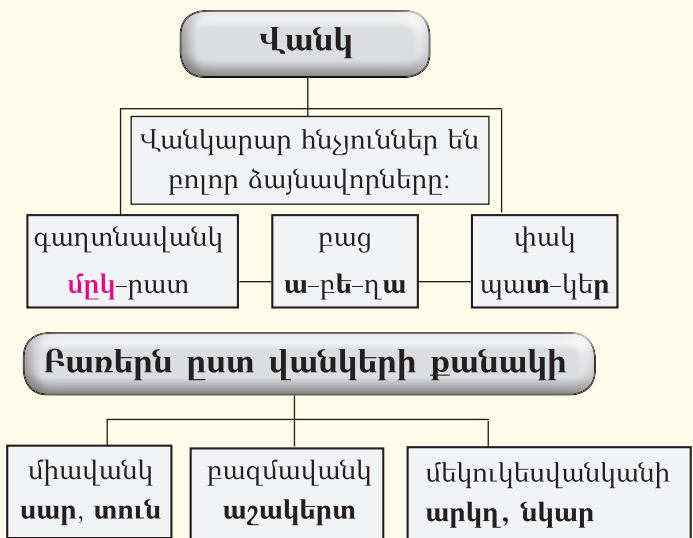 Վանկ
Վանկարար հնչյուններ են
բոլոր ձայնավորները:
գաղտնավանկ
մըկ-րատ
բաց
ա-բե-ղա
փակ
պատ-կեր
Բառերն ըստ վանկերի քանակի
միավանկ
սար, տուն
բազմավանկ
աշակերտ
մեկուկեսվանկանի
արկղ, նկար